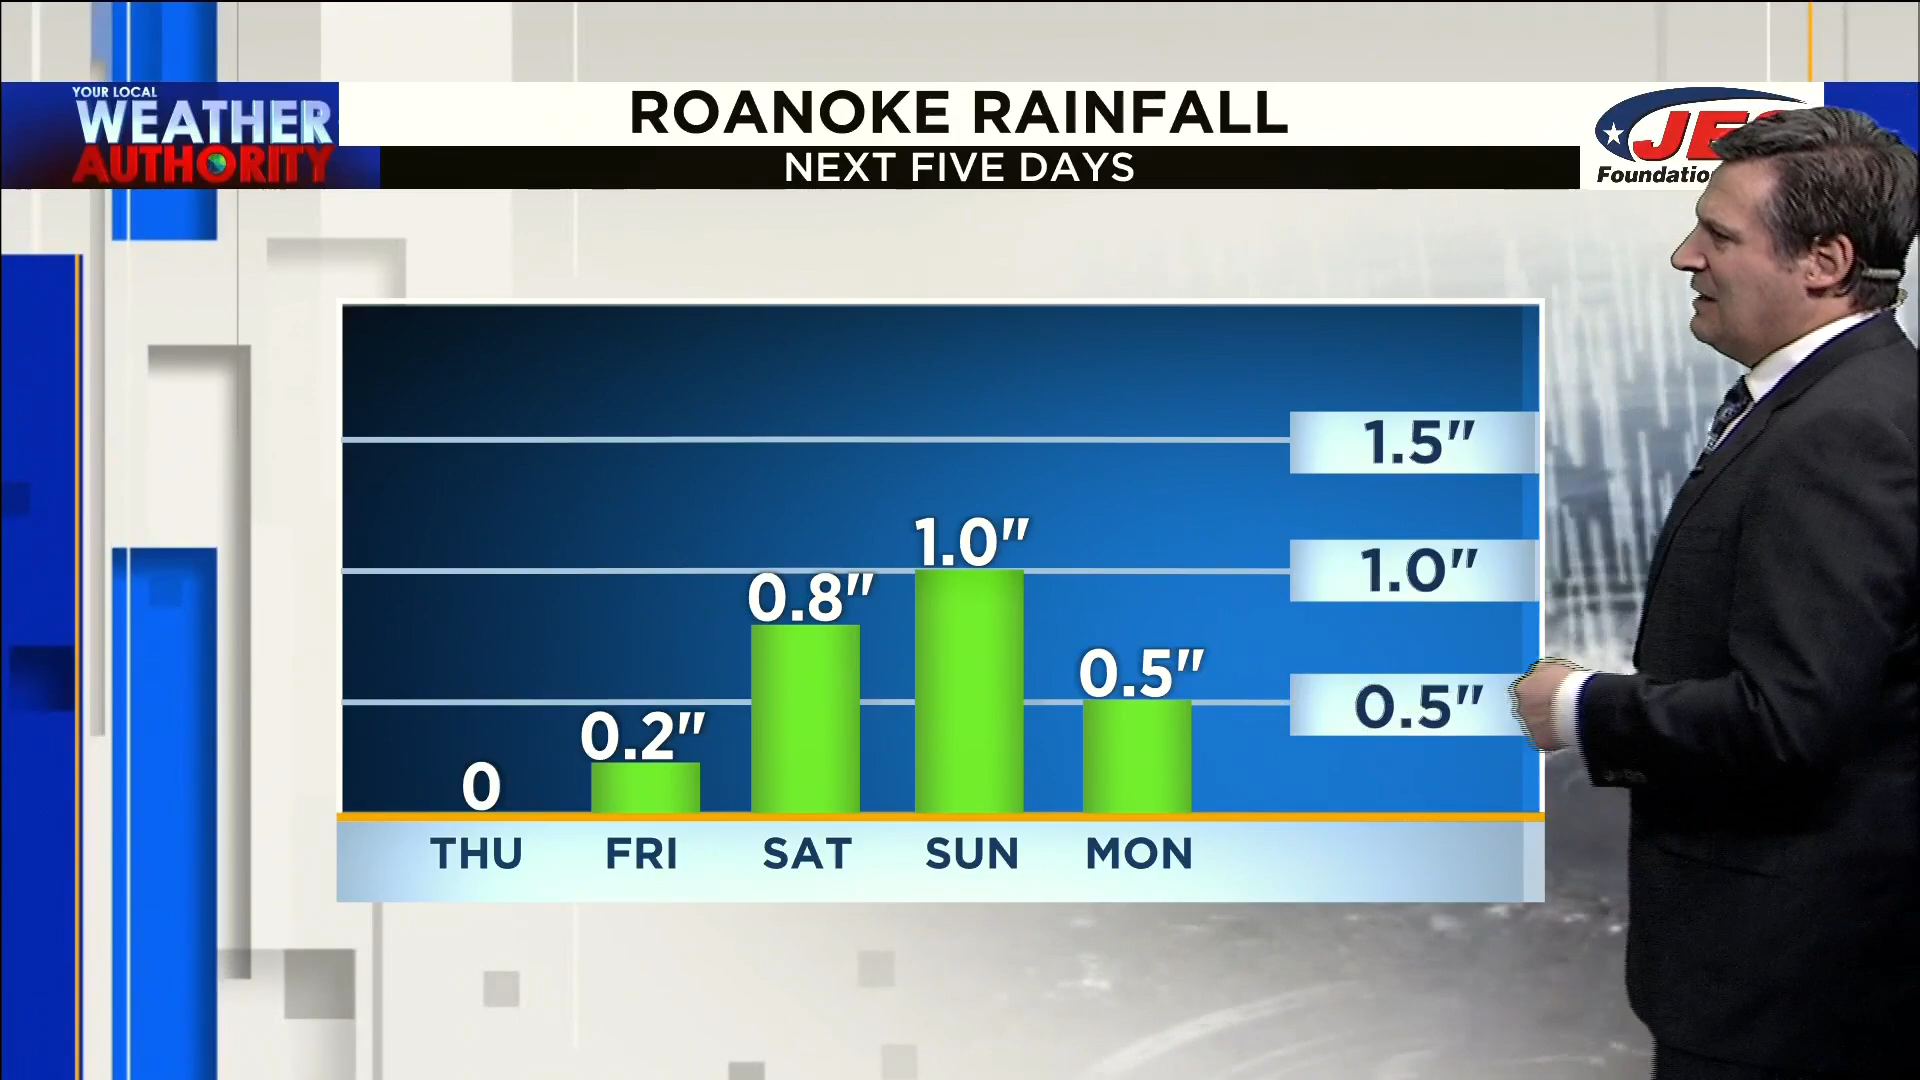 YOUR LOCAL
WEATHER
AUTHORITY
ROANOKE RAINFALL
NEXT FIVE DAYS
1.5"
1.0"
0.5"
0
0.2"
0.8"
1.0"
0.5"
THU FRI SAT SUN MON